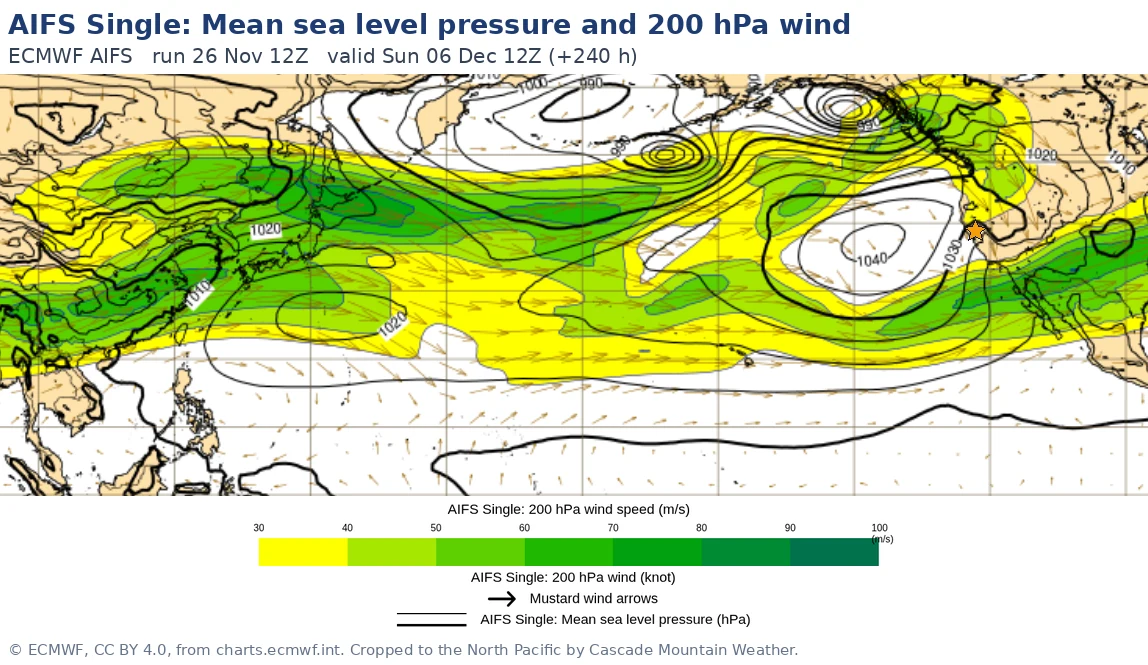 AIFS Single: Mean sea level pressure and 200 hPa wind
ECMWF AIFS run 26 Nov 12Z valid Sun 06 Dec 12Z (+240 h)
1010
1000
990
990
990
1020
1010
1020
1010
1020
1030
1040
AIFS Single: 200 hPa wind speed (m/s)
30 40 50 60 70 80 90 100
(m/s)
AIFS Single: 200 hPa wind (knot)
Mustard wind arrows
AIFS Single: Mean sea level pressure (hPa)
© ECMWF, CC BY 4.0, from charts.ecmwf.int. Cropped to the North Pacific by Cascade Mountain Weather.